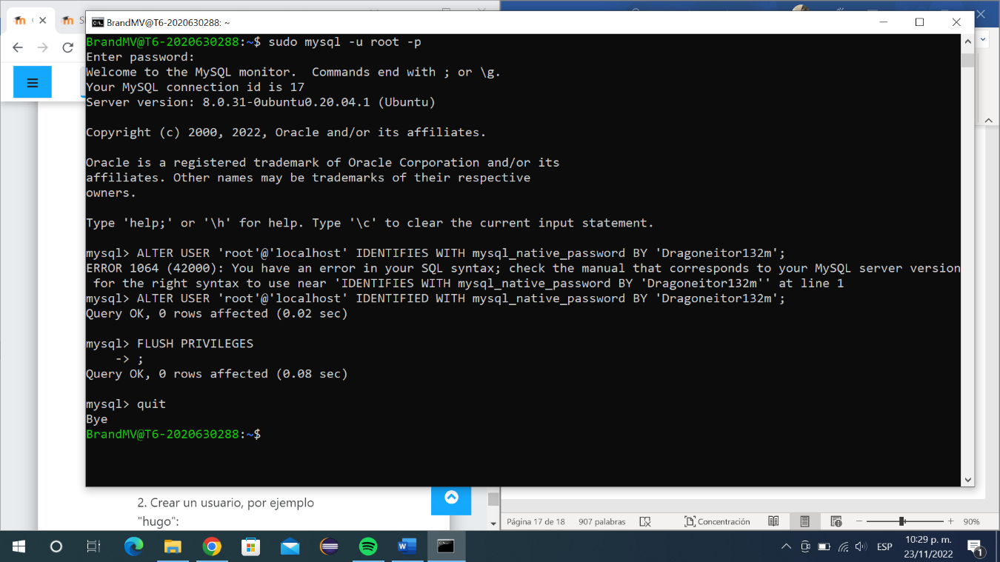 BrandMV@T6-2020630288: ~
BrandMV@T6-2020630288:~$ sudo mysql -u root -p
Enter password:
Welcome to the MySQL monitor.  Commands end with ; or \g.
Your MySQL connection id is 17
Server version: 8.0.31-0ubuntu0.20.04.1 (Ubuntu)
Copyright (c) 2000, 2022, Oracle and/or its affiliates.
Oracle is a registered trademark of Oracle Corporation and/or its
affiliates. Other names may be trademarks of their respective
owners.
Type 'help;' or '\h' for help. Type '\c' to clear the current input statement.
mysql> ALTER USER 'root'@'localhost' IDENTIFIES WITH mysql_native_password BY 'Dragoneitor132m';
ERROR 1064 (42000): You have an error in your SQL syntax; check the manual that corresponds to your MySQL server version
for the right syntax to use near 'IDENTIFIES WITH mysql_native_password BY 'Dragoneitor132m'' at line 1
mysql> ALTER USER 'root'@'localhost' IDENTIFIED WITH mysql_native_password BY 'Dragoneitor132m';
Query OK, 0 rows affected (0.02 sec)
mysql> FLUSH PRIVILEGES
    -> ;
Query OK, 0 rows affected (0.08 sec)
mysql> quit
Bye
BrandMV@T6-2020630288:~$
2. Crear un usuario, por ejemplo
"hugo":
Página 17 de 18 907 palabras Concentración 90%
ESP
10:29 p. m.
23/11/2022
1